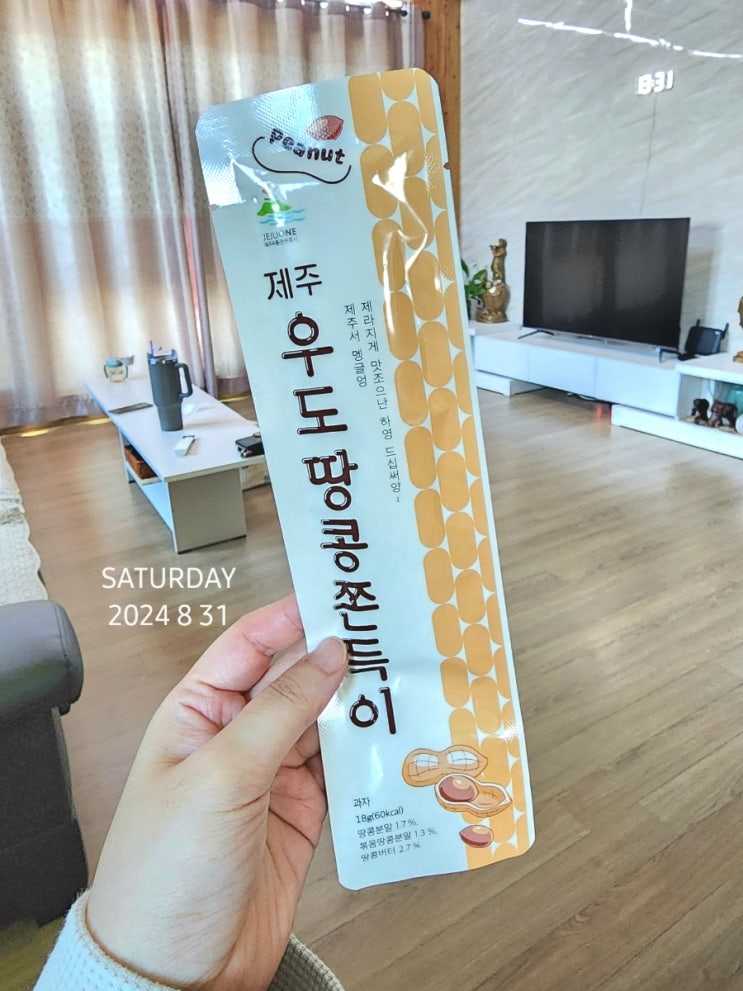 peanut
JEJUONE
제주
우도땅콩쫀득이
제라지게 맛조으난 하영 드십써양~
제주서 멩글엉
과자
18g(60kcal)
땅콩분말 1.7 %,
볶음땅콩분말 1.3 %,
땅콩버터 2.7 %
SATURDAY
2024 8 31